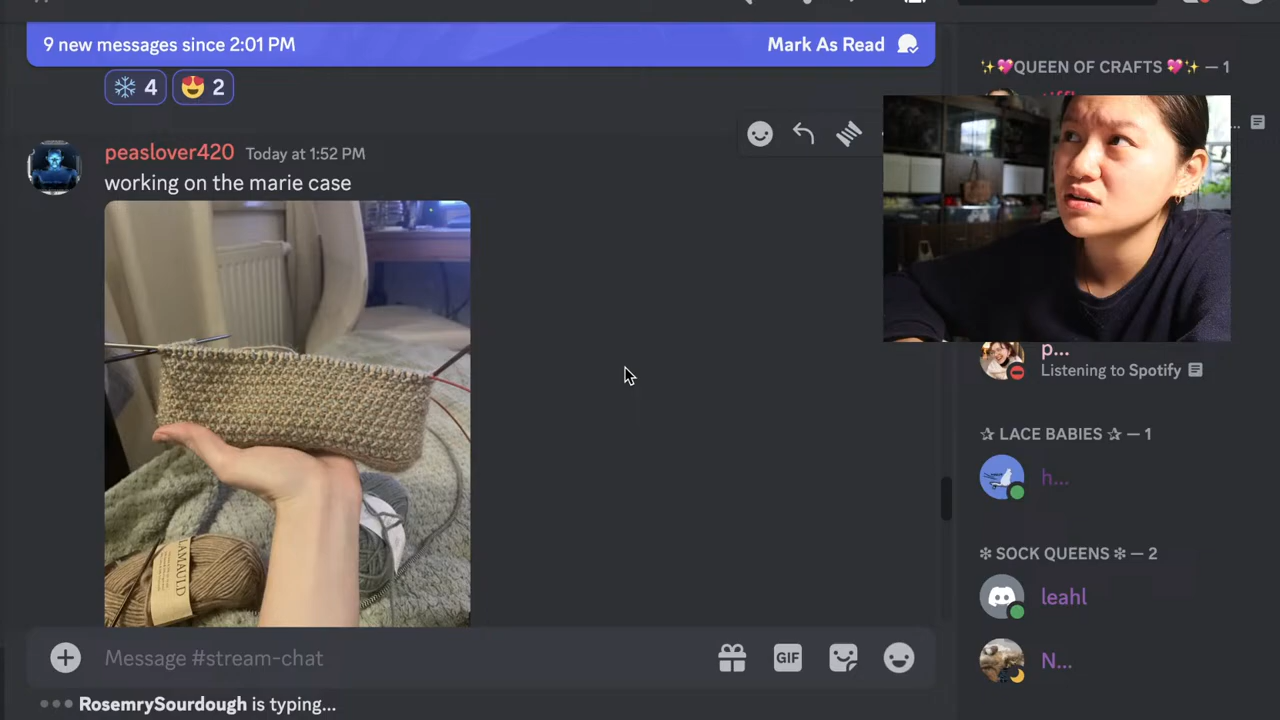 9 new messages since 2:01 PM
Mark As Read
4
2
peaslover420 Today at 1:52 PM
working on the marie case
LAMAULD
Message #stream-chat
GIF
RosemrySourdough is typing...
✨💖QUEEN OF CRAFTS 💖✨ — 1
p...
Listening to Spotify
✰ LACE BABIES ✰ — 1
h...
❇ SOCK QUEENS ❇ — 2
leahl
N...